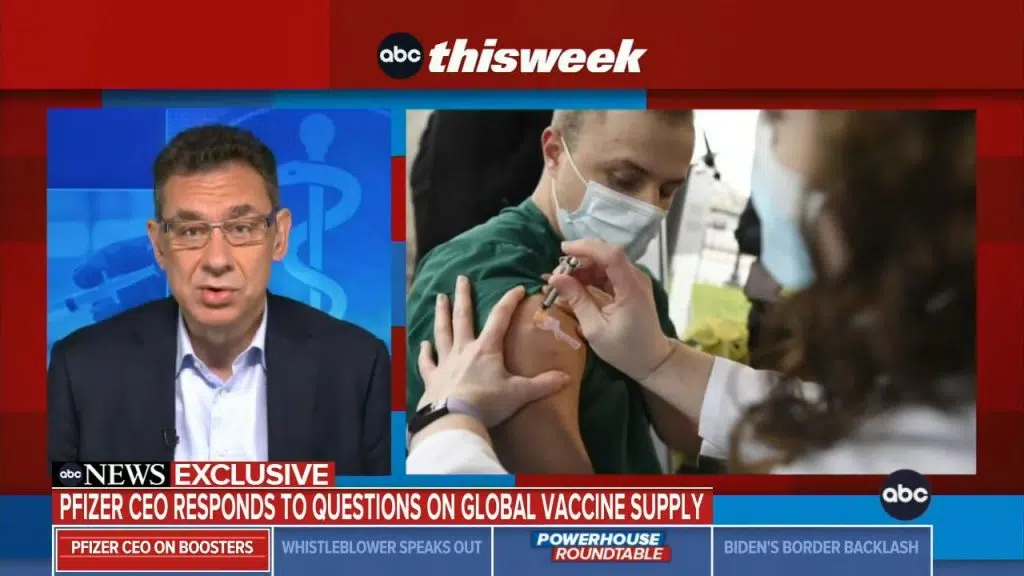 abc thisweek
abc NEWS EXCLUSIVE
PFIZER CEO RESPONDS TO QUESTIONS ON GLOBAL VACCINE SUPPLY
abc
PFIZER CEO ON BOOSTERS
WHISTLEBLOWER SPEAKS OUT
POWERHOUSE
ROUNDTABLE
BIDEN'S BORDER BACKLASH